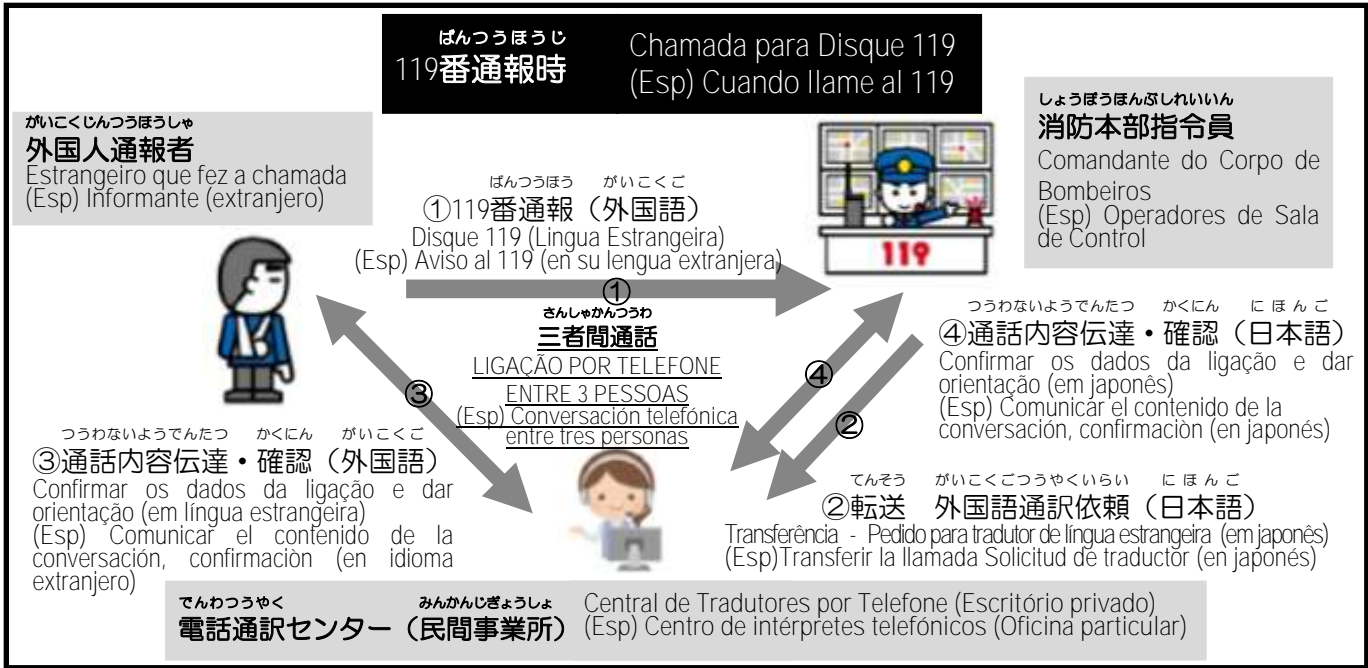 ばんつうほうじ
119番通報時
Chamada para Disque 119
(Esp) Cuando llame al 119
がいこくじんつうほうしゃ
外国人通報者
Estrangeiro que fez a chamada
(Esp) Informante (extranjero)
しょうぼうほんぶしれいいん
消防本部指令員
Comandante do Corpo de
Bombeiros
(Esp) Operadores de Sala
de Control
119
ばんつうほう がいこくご
①119番通報（外国語）
Disque 119 (Lingua Estrangeira)
(Esp) Aviso al 119 (en su lengua extranjera)
①
さんしゃかんつうわ
三者間通話
LIGAÇÃO POR TELEFONE
ENTRE 3 PESSOAS
(Esp) Conversación telefónica
entre tres personas
③
④
②
つうわないようでんたつ かくにん にほんご
④通話内容伝達・確認（日本語）
Confirmar os dados da ligação e dar
orientação (em japonês)
(Esp) Comunicar el contenido de la
conversación, confirmaciòn (en japonés)
つうわないようでんたつ かくにん がいこくご
③通話内容伝達・確認（外国語）
Confirmar os dados da ligação e dar
orientação (em língua estrangeira)
(Esp) Comunicar el contenido de la
conversación, confirmaciòn (en idioma
extranjero)
てんそう がいこくごつうやくいらい にほんご
②転送 外国語通訳依頼（日本語）
Transferência - Pedido para tradutor de língua estrangeira (em japonês)
(Esp)Transferir la llamada Solicitud de traductor (en japonés)
でんわつうやく みんかんじぎょうしょ
電話通訳センター（民間事業所）
Central de Tradutores por Telefone (Escritório privado)
(Esp) Centro de intérpretes telefónicos (Oficina particular)